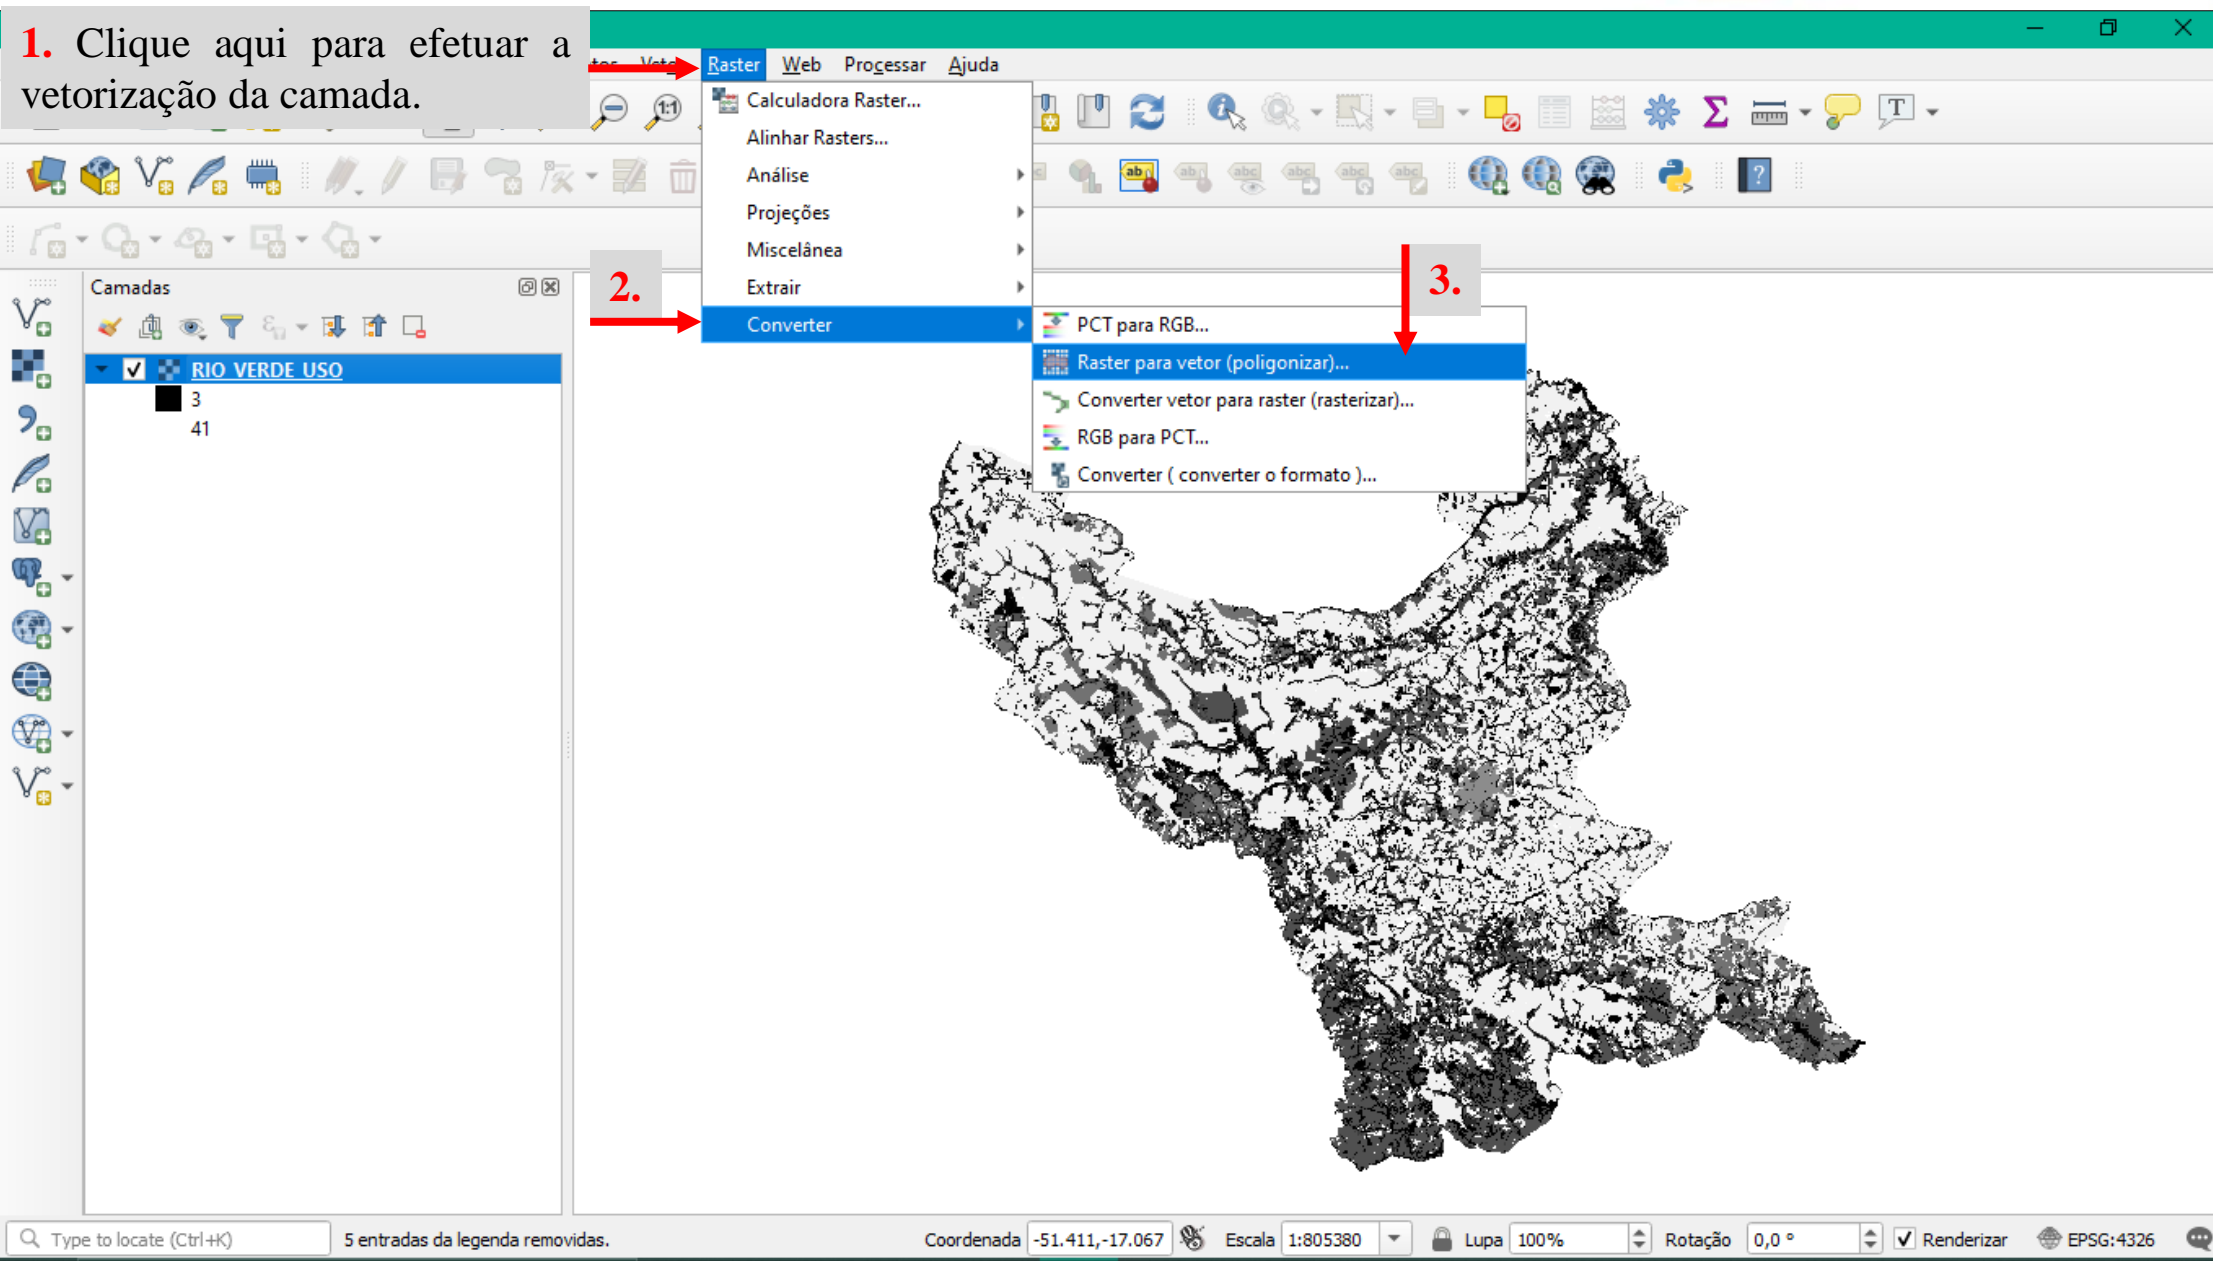 1. Clique aqui para efetuar a
vetorização da camada.
Raster Web Processar Ajuda
Calculadora Raster...
Alinhar Rasters...
Análise
Projeções
Miscelânea
Extrair
Converter
2.
3.
PCT para RGB...
Raster para vetor (poligonizar)...
Converter vetor para raster (rasterizar)...
RGB para PCT...
Converter ( converter o formato )...
Camadas
RIO VERDE USO
3
41
Type to locate (Ctrl+K) 5 entradas da legenda removidas. Coordenada -51.411,-17.067 Escala 1:805380 Lupa 100% Rotação 0,0 ° Renderizar EPSG:4326